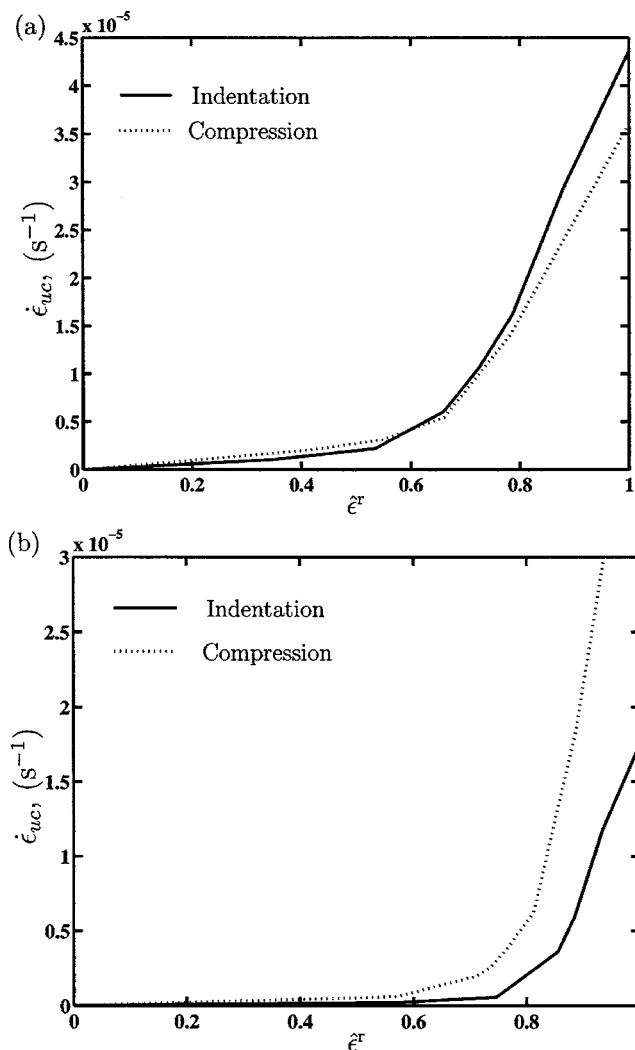 (a)
x 10⁻⁵
4.5
4
3.5
3
2.5
2
1.5
1
0.5
0
ϵ̇uc, (s⁻¹)
Indentation
Compression
0 0.2 0.4 0.6 0.8 1
ϵ̂ʳ
(b)
x 10⁻⁵
3
2.5
2
1.5
1
0.5
0
ϵ̇uc, (s⁻¹)
Indentation
Compression
0 0.2 0.4 0.6 0.8
ϵ̂ʳ